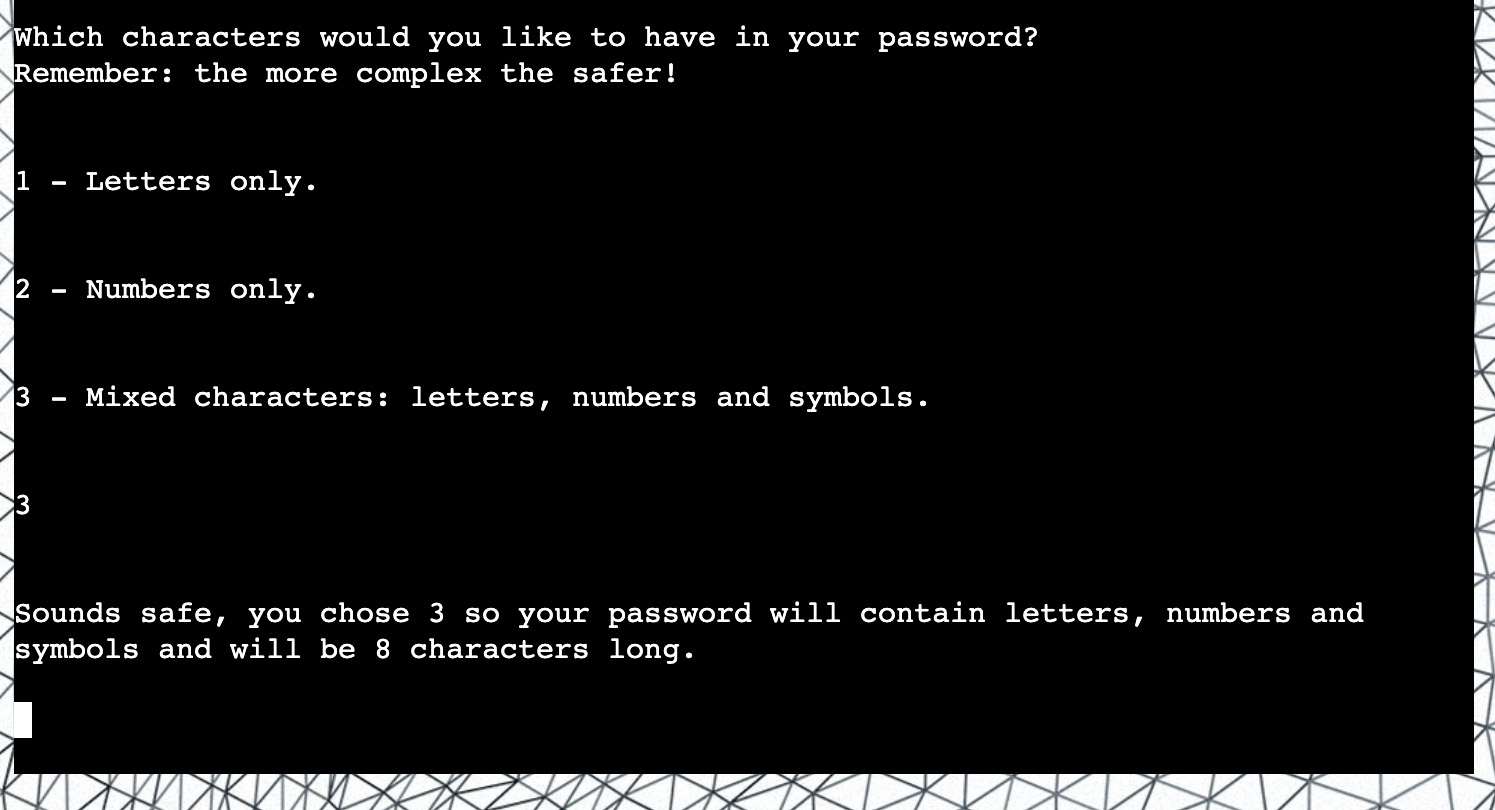 Which characters would you like to have in your password?
Remember: the more complex the safer!
1 – Letters only.
2 – Numbers only.
3 – Mixed characters: letters, numbers and symbols.
3
Sounds safe, you chose 3 so your password will contain letters, numbers and
symbols and will be 8 characters long.